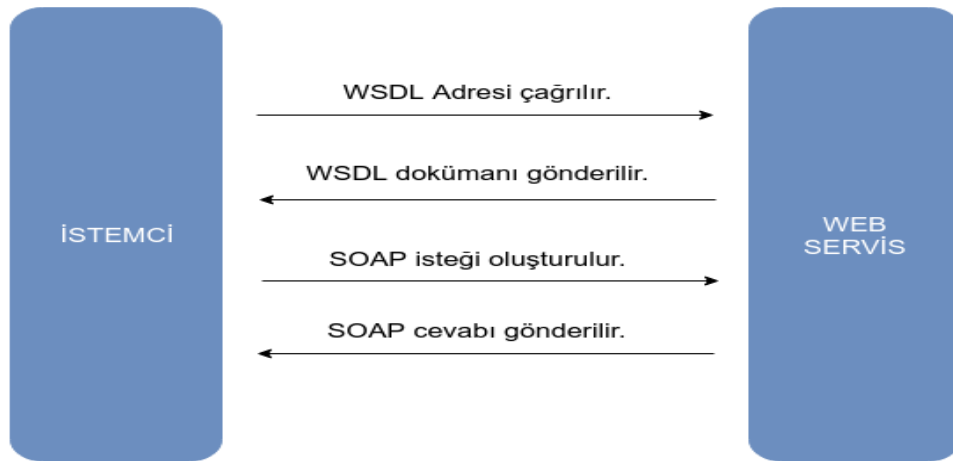 WSDL Adresi çağrılır.
WSDL dokümanı gönderilir.
İSTEMCİ
WEB
SERVİS
SOAP isteği oluşturulur.
SOAP cevabı gönderilir.